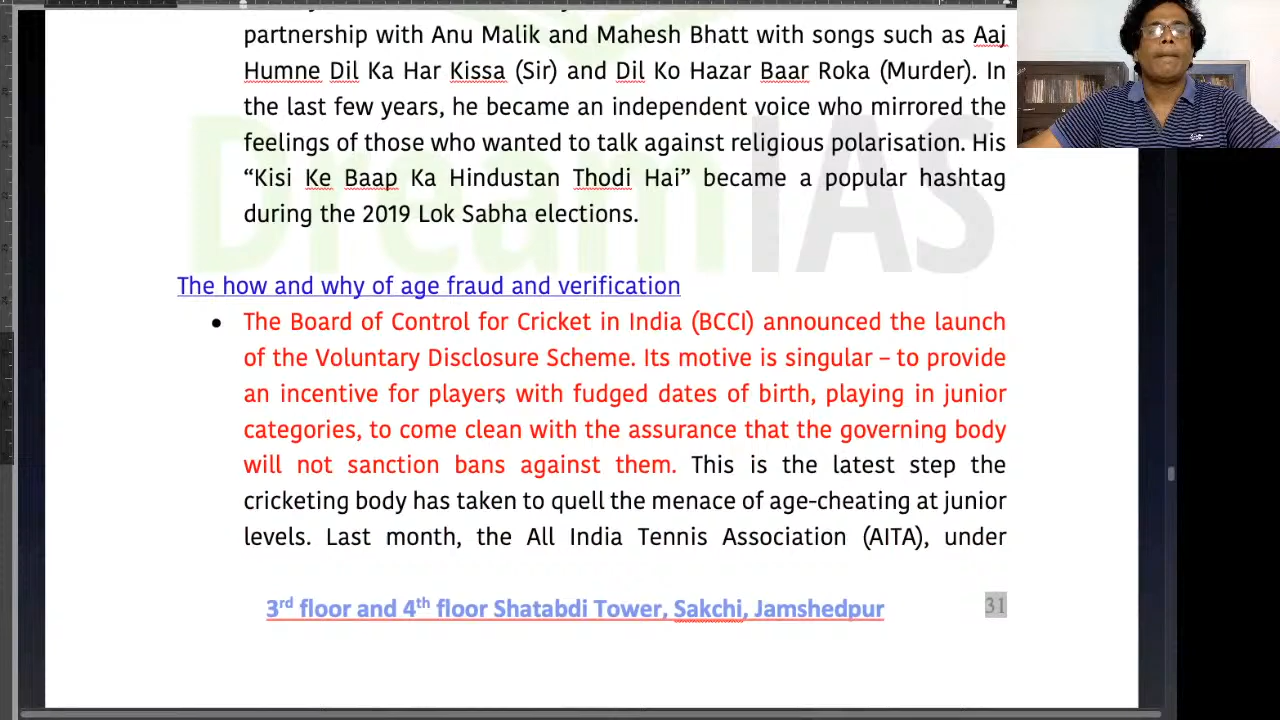 partnership with Anu Malik and Mahesh Bhatt with songs such as Aaj
Humne Dil Ka Har Kissa (Sir) and Dil Ko Hazar Baar Roka (Murder). In
the last few years, he became an independent voice who mirrored the
feelings of those who wanted to talk against religious polarisation. His
“Kisi Ke Baap Ka Hindustan Thodi Hai” became a popular hashtag
during the 2019 Lok Sabha elections.
DreamIAS
The how and why of age fraud and verification
• The Board of Control for Cricket in India (BCCI) announced the launch
of the Voluntary Disclosure Scheme. Its motive is singular – to provide
an incentive for players with fudged dates of birth, playing in junior
categories, to come clean with the assurance that the governing body
will not sanction bans against them. This is the latest step the
cricketing body has taken to quell the menace of age-cheating at junior
levels. Last month, the All India Tennis Association (AITA), under
3rd floor and 4th floor Shatabdi Tower, Sakchi, Jamshedpur
31